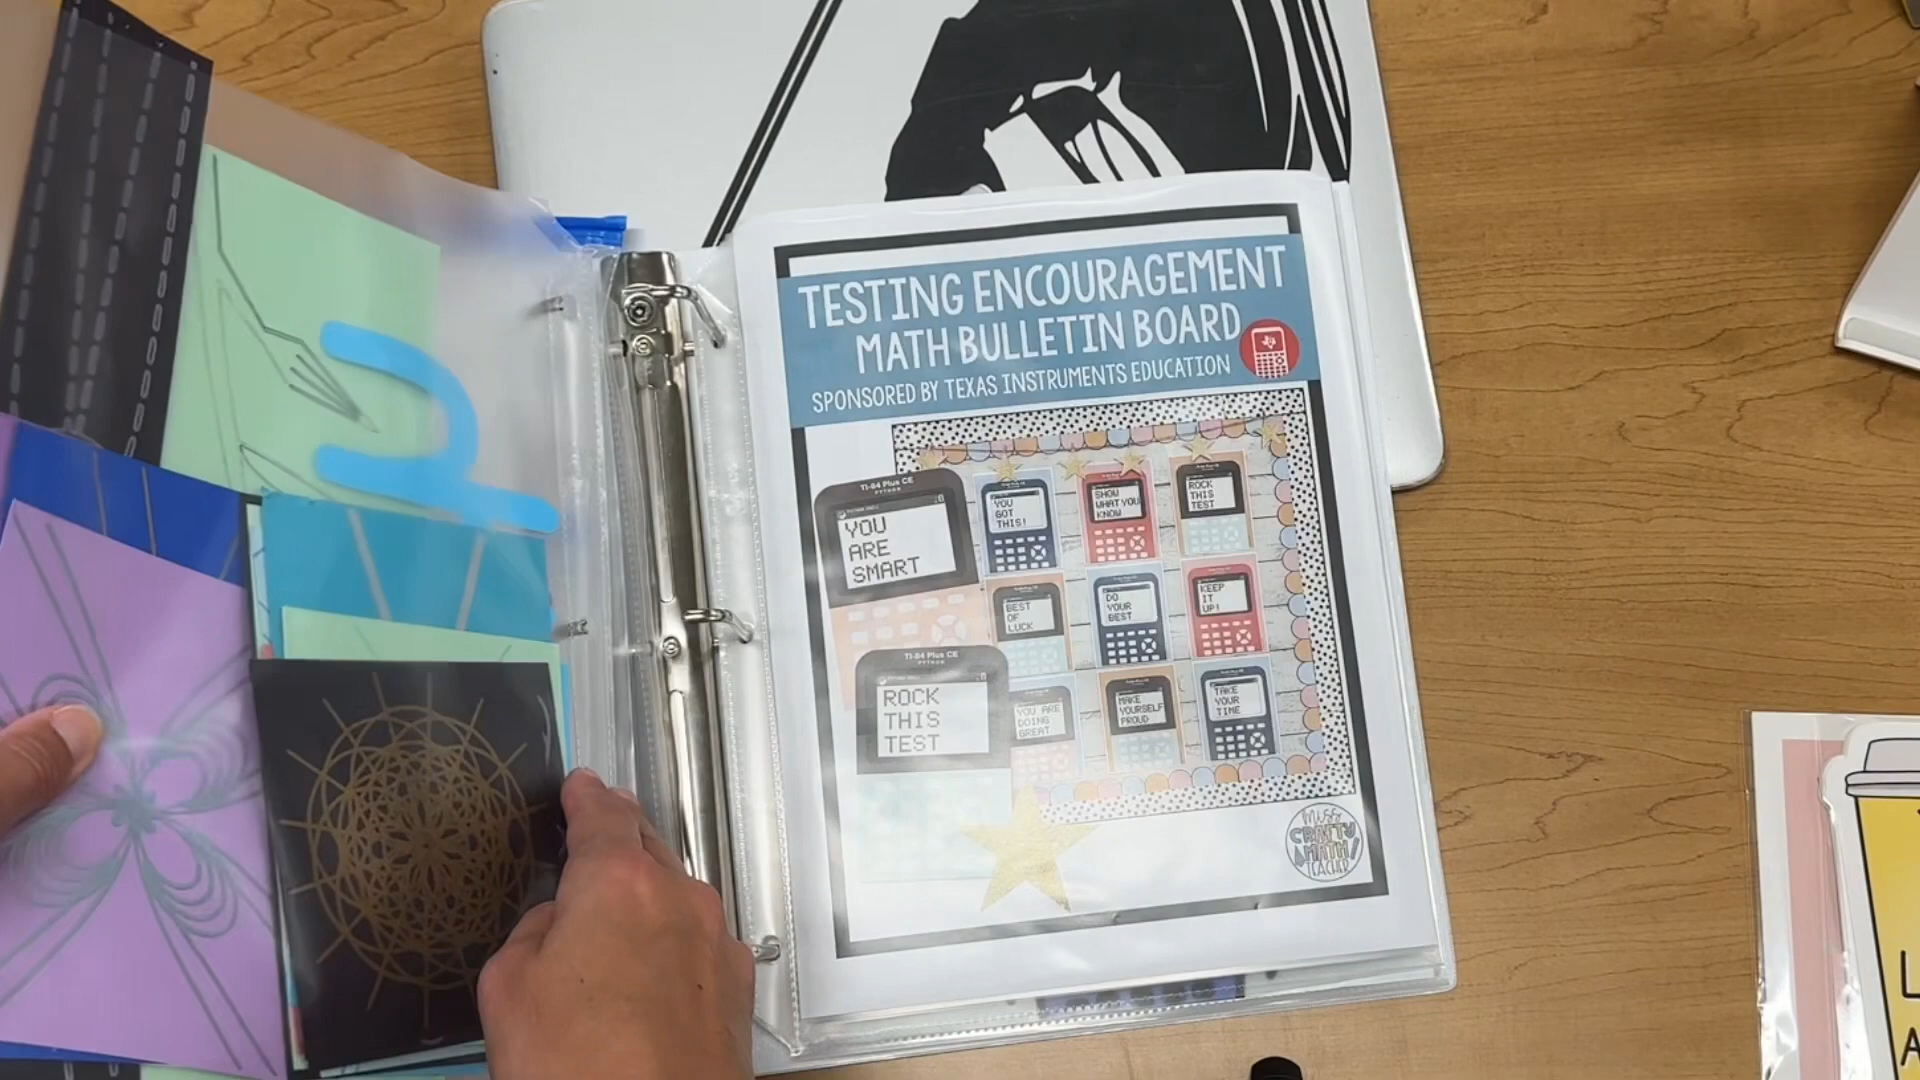 TESTING ENCOURAGEMENT
MATH BULLETIN BOARD
SPONSORED BY TEXAS INSTRUMENTS EDUCATION
TI-84 Plus CE
PYTHON
YOU
ARE
SMART
YOU
GOT
THIS!
SHOW
WHAT YOU
KNOW
ROCK
THIS
TEST
BEST
OF
LUCK
DO
YOUR
BEST
KEEP
IT
UP!
TI-84 Plus CE
PYTHON
ROCK
THIS
TEST
YOU ARE
DOING
GREAT
MAKE
YOURSELF
PROUD
TAKE
YOUR
TIME
MISS
CRAFTY
MATH
TEACHER